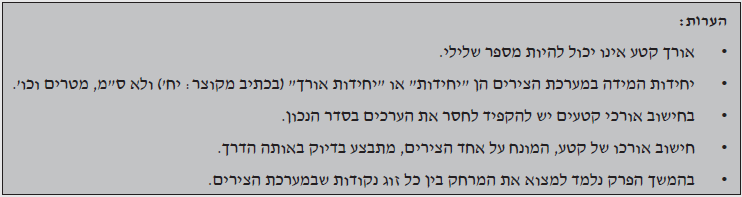 הערות:
• אורך קטע אינו יכול להיות מספר שלילי.
• יחידות המידה במערכת הצירים הן "יחידות" או "יחידות אורך" (בכתיב מקוצר: יח') ולא ס"מ, מטרים וכו'.
• בחישוב אורכי קטעים יש להקפיד לחסר את הערכים בסדר הנכון.
• חישוב אורכו של קטע, המונח על אחד הצירים, מתבצע בדיוק באותה הדרך.
• בהמשך הפרק נלמד למצוא את המרחק בין כל זוג נקודות שבמערכת הצירים.